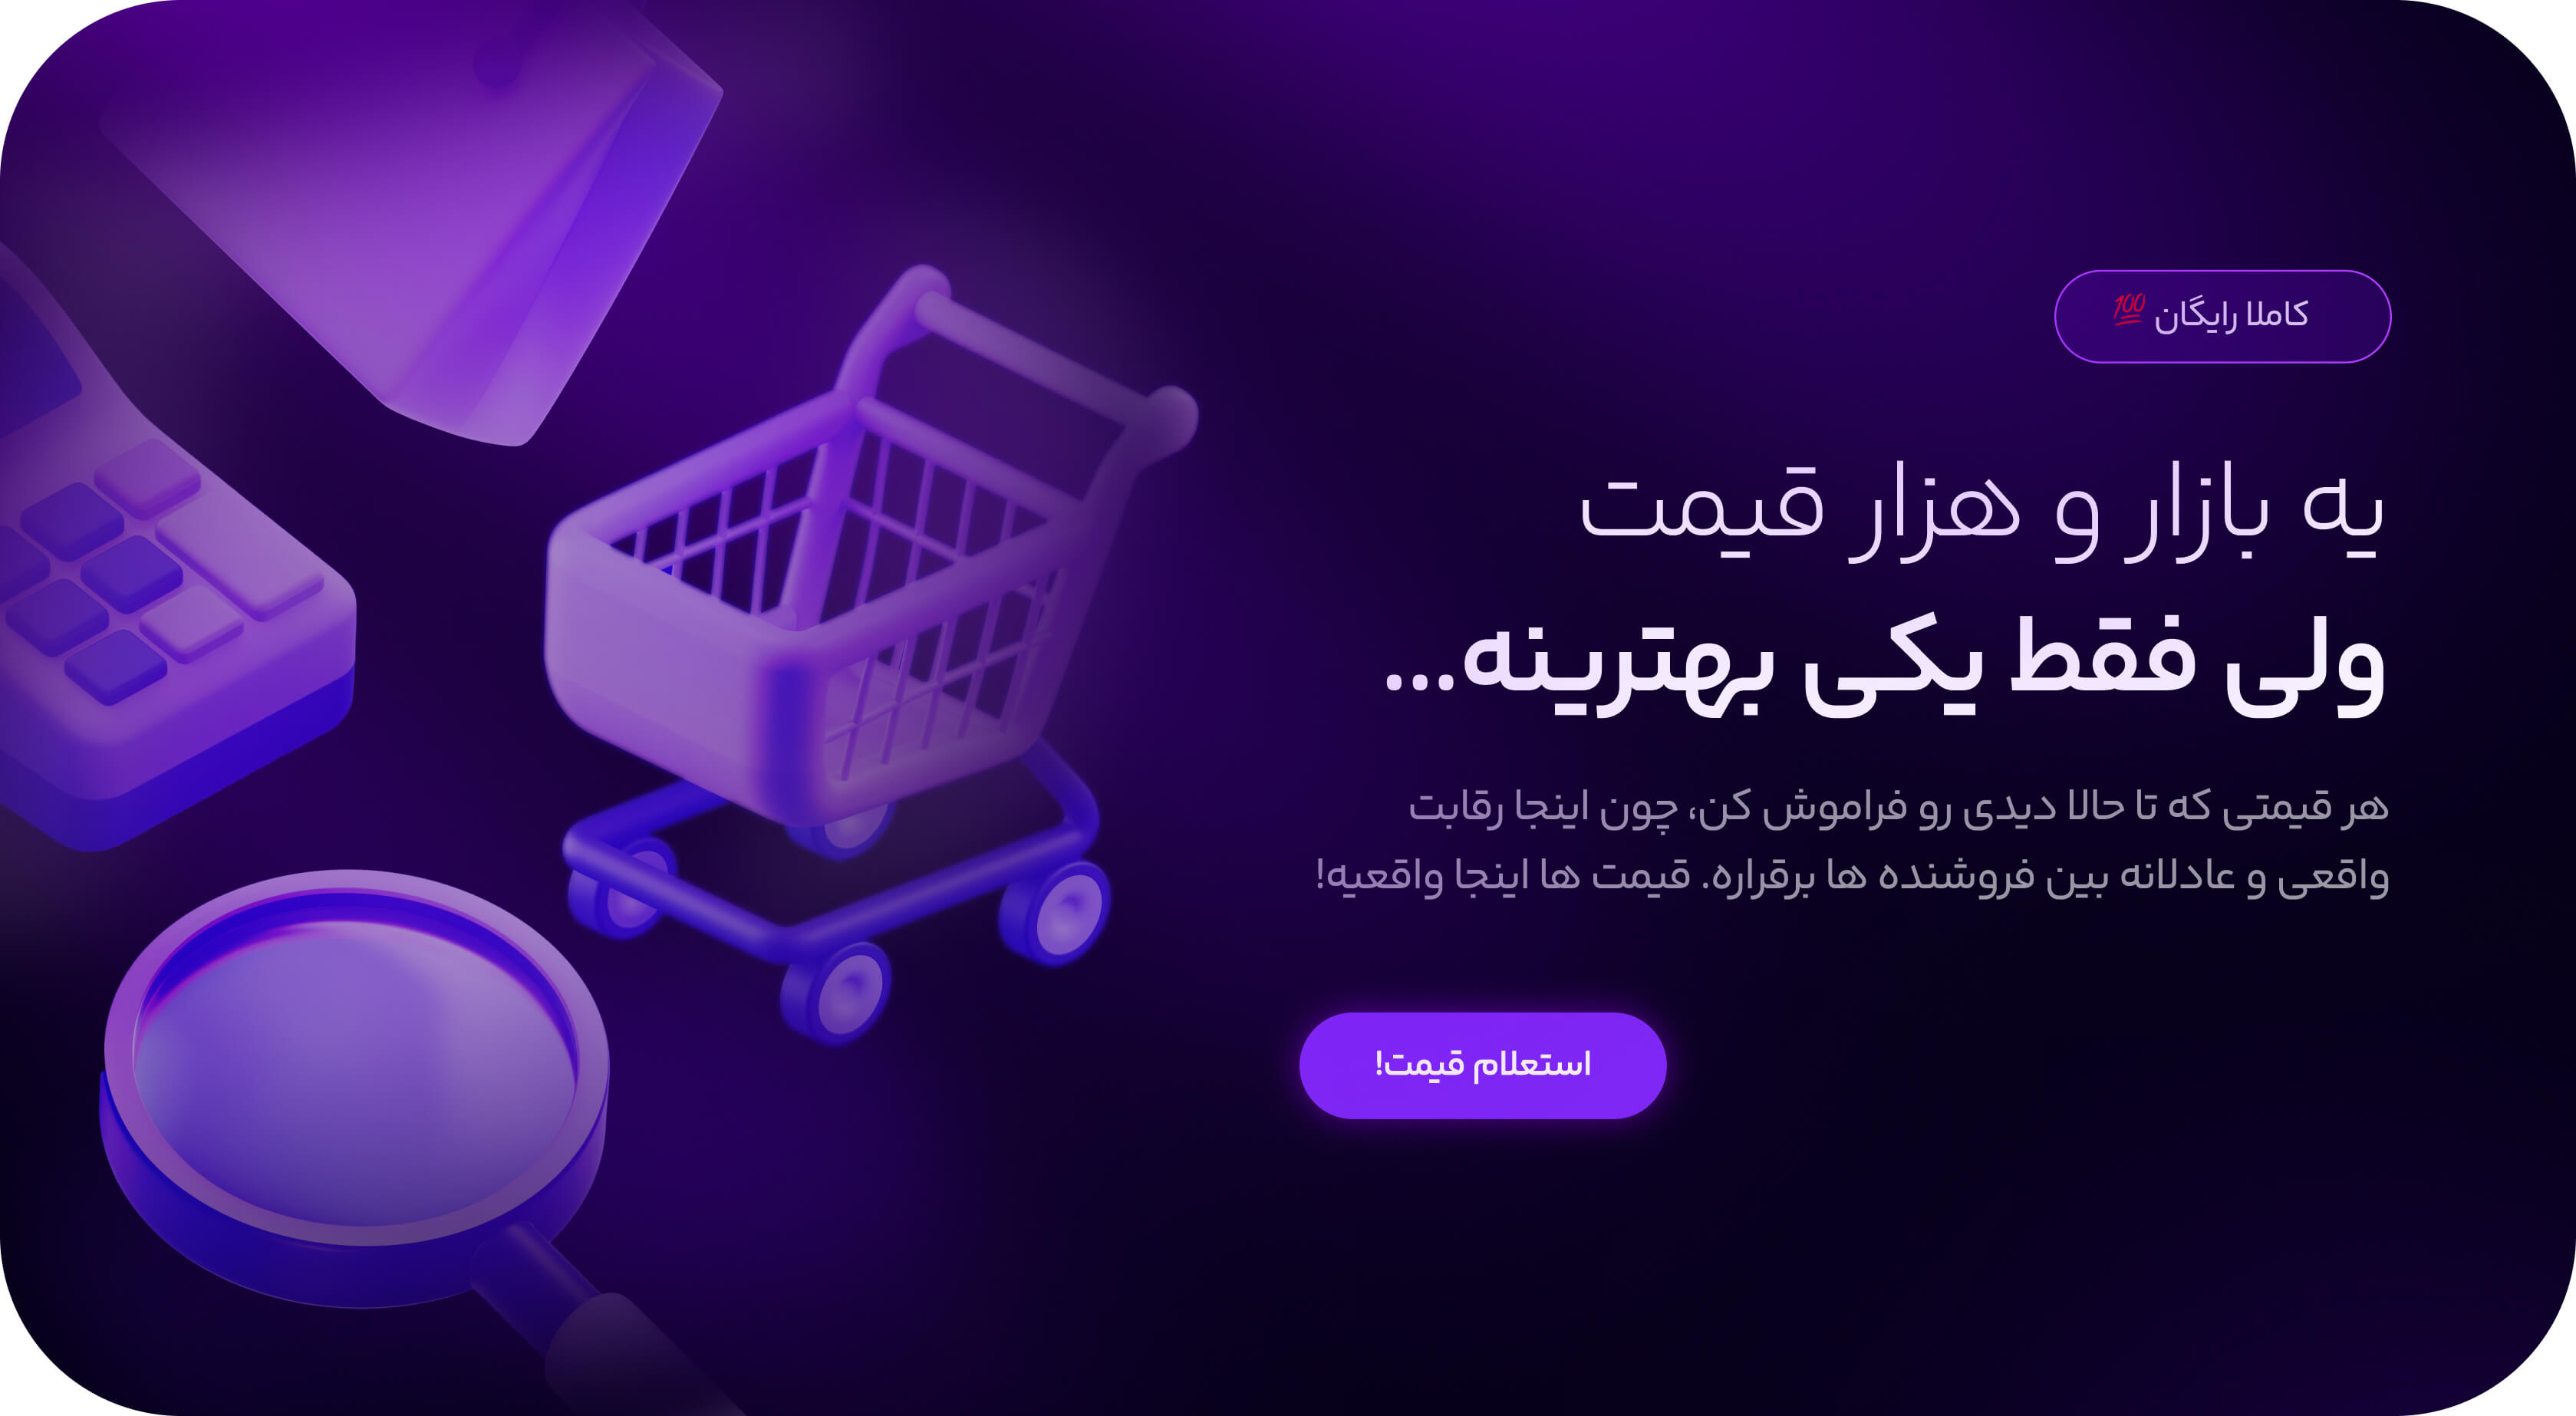 کاملا رایگان 💯
یه بازار و هزار قیمت
ولی فقط یکی بهترینه...
هر قیمتی که تا حالا دیدی رو فراموش کن، چون اینجا رقابت
واقعی و عادلانه بین فروشنده ها برقراره. قیمت ها اینجا واقعیه!
استعلام قیمت!